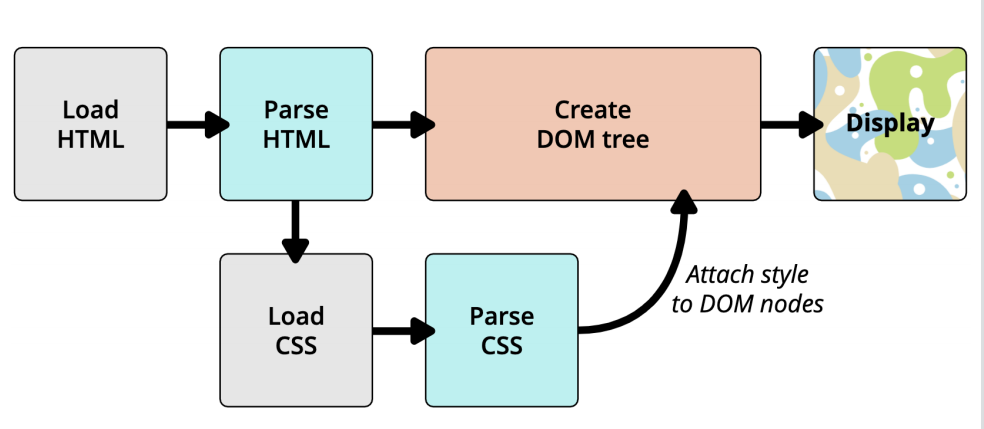 Load
HTML
Parse
HTML
Create
DOM tree
Display
Load
CSS
Parse
CSS
Attach style
to DOM nodes